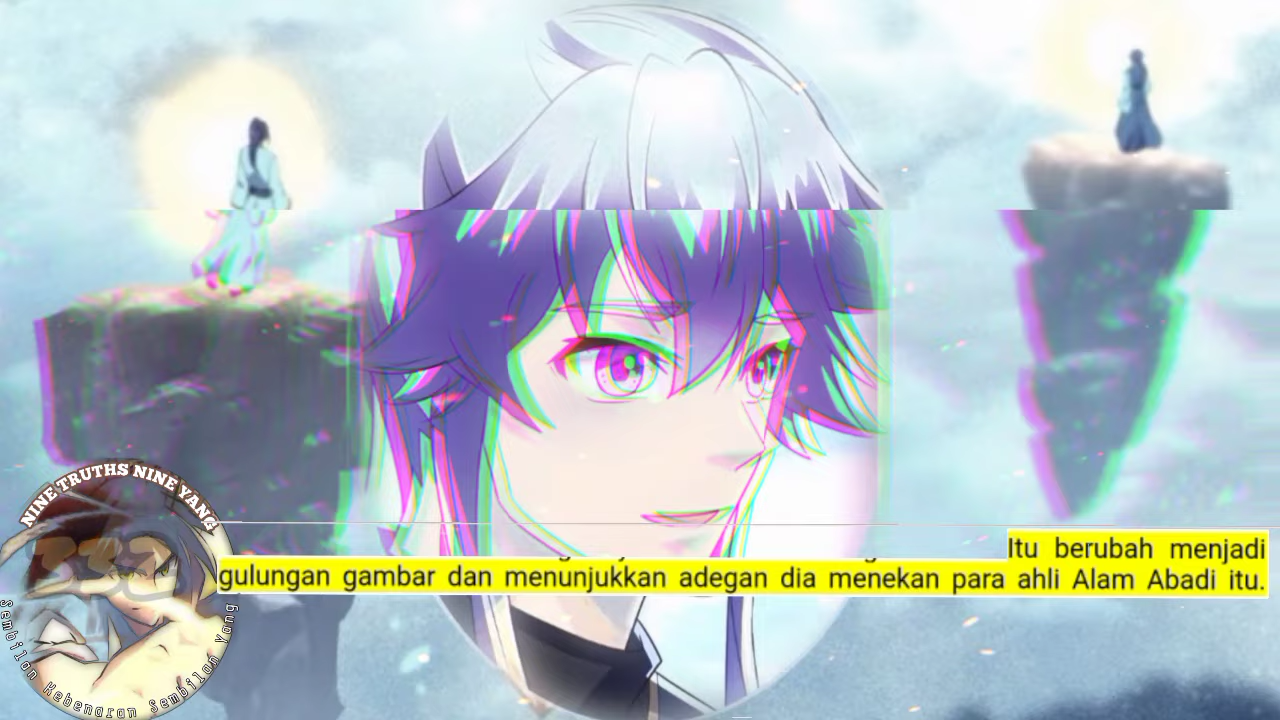 NINE TRUTHS NINE YANG
Itu berubah menjadi
gulungan gambar dan menunjukkan adegan dia menekan para ahli Alam Abadi itu.
Sembilan Kebenaran Sembilan Yang